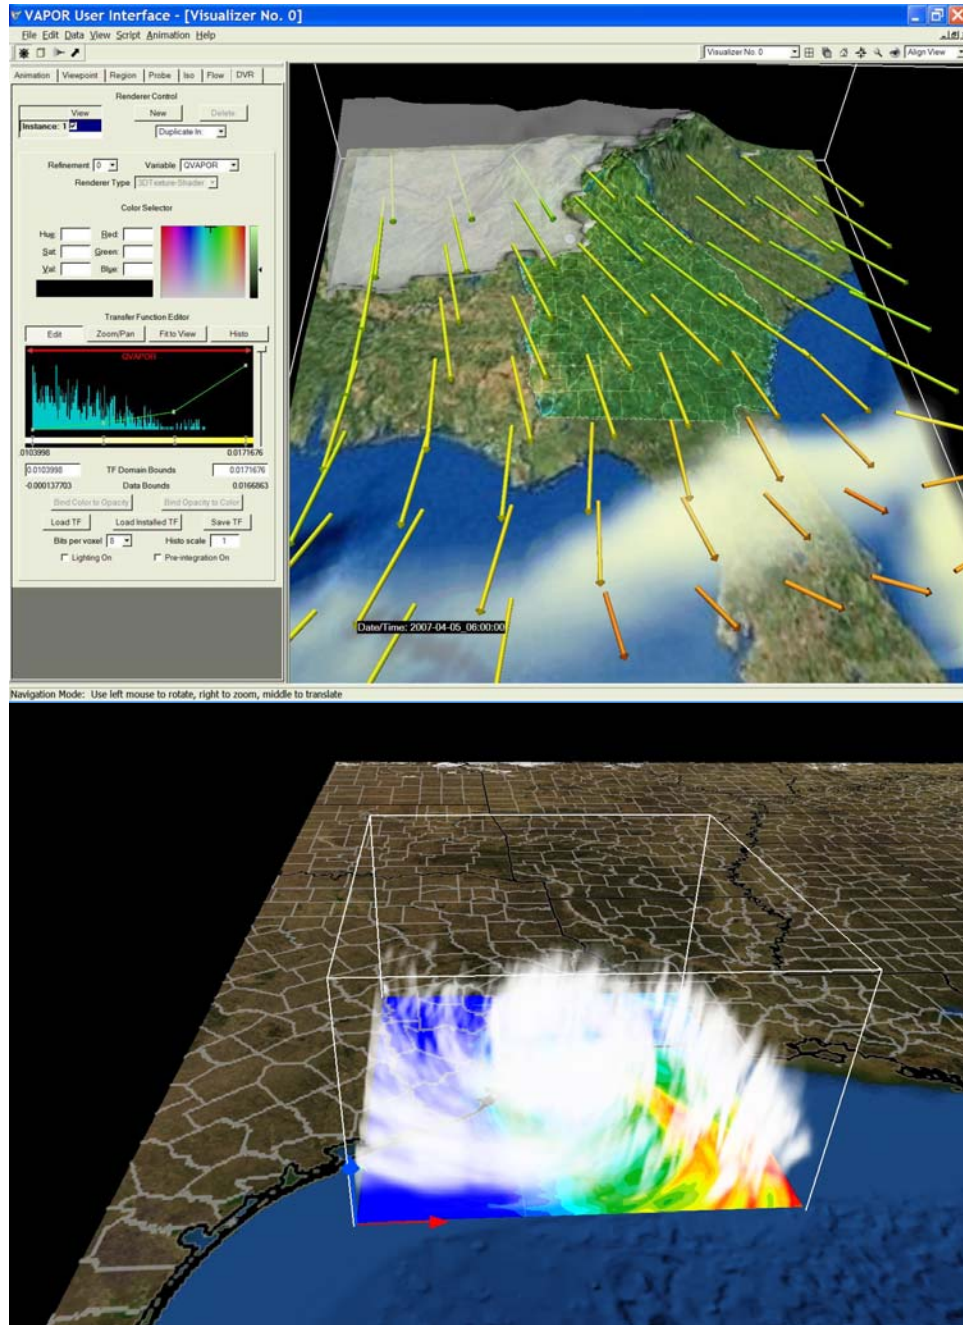 VAPOR User Interface - [Visualizer No. 0]
File Edit Data View Script Animation Help
Visualizer No. 0 Align View
Animation Viewpoint Region Probe Iso Flow DVR
Renderer Control
View New Delete
Instance: 1 Duplicate In:
Refinement 0 Variable QVAPOR
Renderer Type 3DTexture-Shader
Color Selector
Hue: Red:
Sat: Green:
Val: Blue:
Transfer Function Editor
Edit Zoom/Pan Fit to View Histo
QVAPOR
.0103998 0.0171676
0.0103998 TF Domain Bounds 0.0171676
-0.000137703 Data Bounds 0.0166863
Bind Color to Opacity Bind Opacity to Color
Load TF Load Installed TF Save TF
Bits per voxel 8 Histo scale 1
Lighting On Pre-integration On
Date/Time: 2007-04-05_06:00:00
Navigation Mode: Use left mouse to rotate, right to zoom, middle to translate